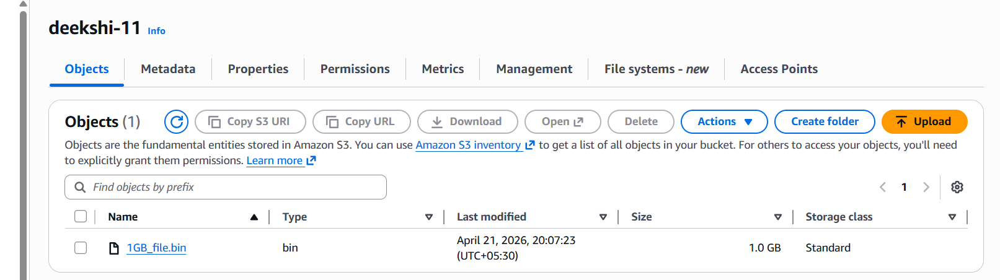 deekshi-11 Info
Objects Metadata Properties Permissions Metrics Management File systems - new Access Points
Objects (1) Copy S3 URI Copy URL Download Open Delete Actions Create folder Upload
Objects are the fundamental entities stored in Amazon S3. You can use Amazon S3 inventory to get a list of all objects in your bucket. For others to access your objects, you'll need
to explicitly grant them permissions. Learn more
Find objects by prefix 1
Name Type Last modified Size Storage class
1GB_file.bin bin April 21, 2026, 20:07:23 1.0 GB Standard
(UTC+05:30)